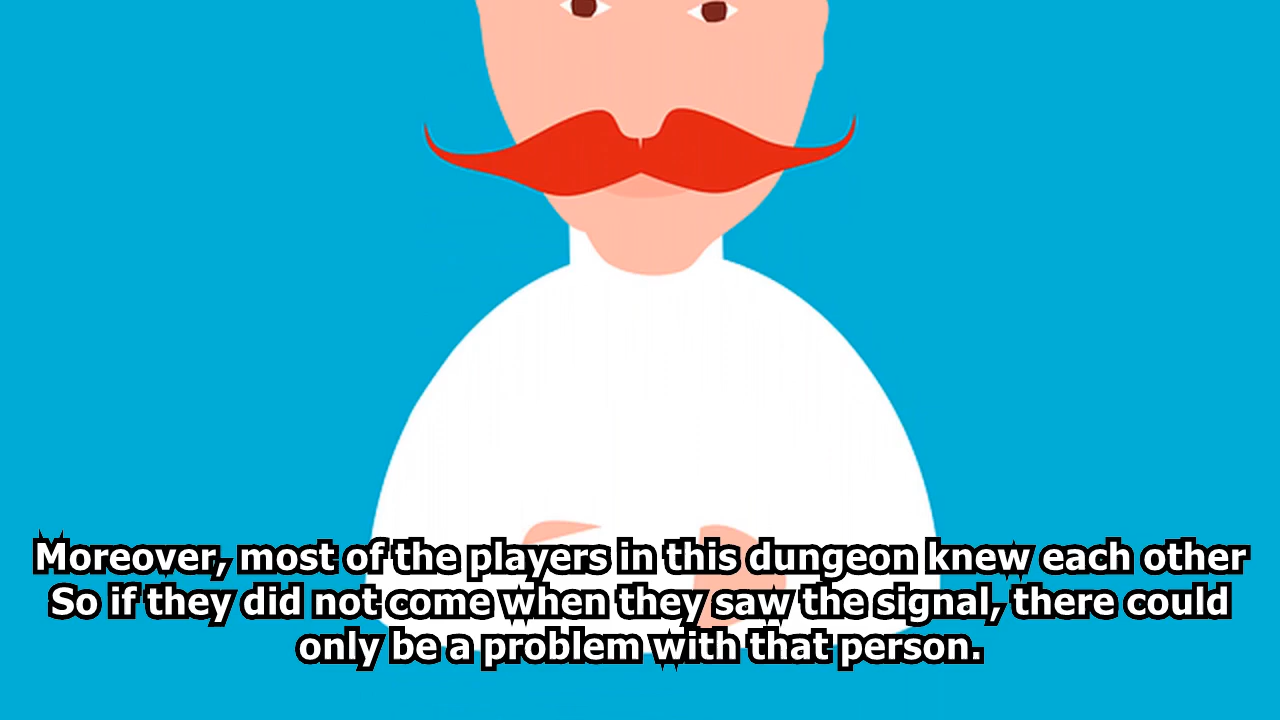 Moreover, most of the players in this dungeon knew each other
So if they did not come when they saw the signal, there could
only be a problem with that person.